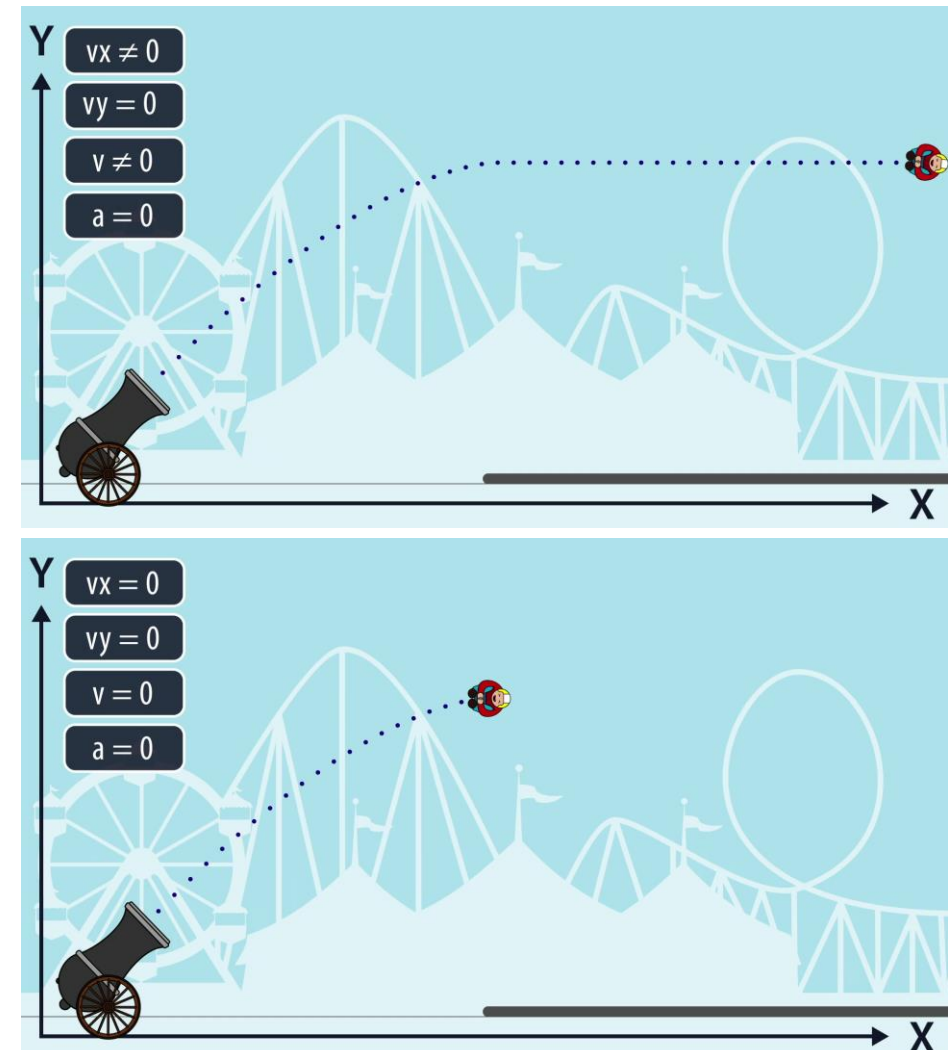 Y
vx ≠ 0
vy = 0
v ≠ 0
a = 0
X
Y
vx = 0
vy = 0
v = 0
a = 0
X